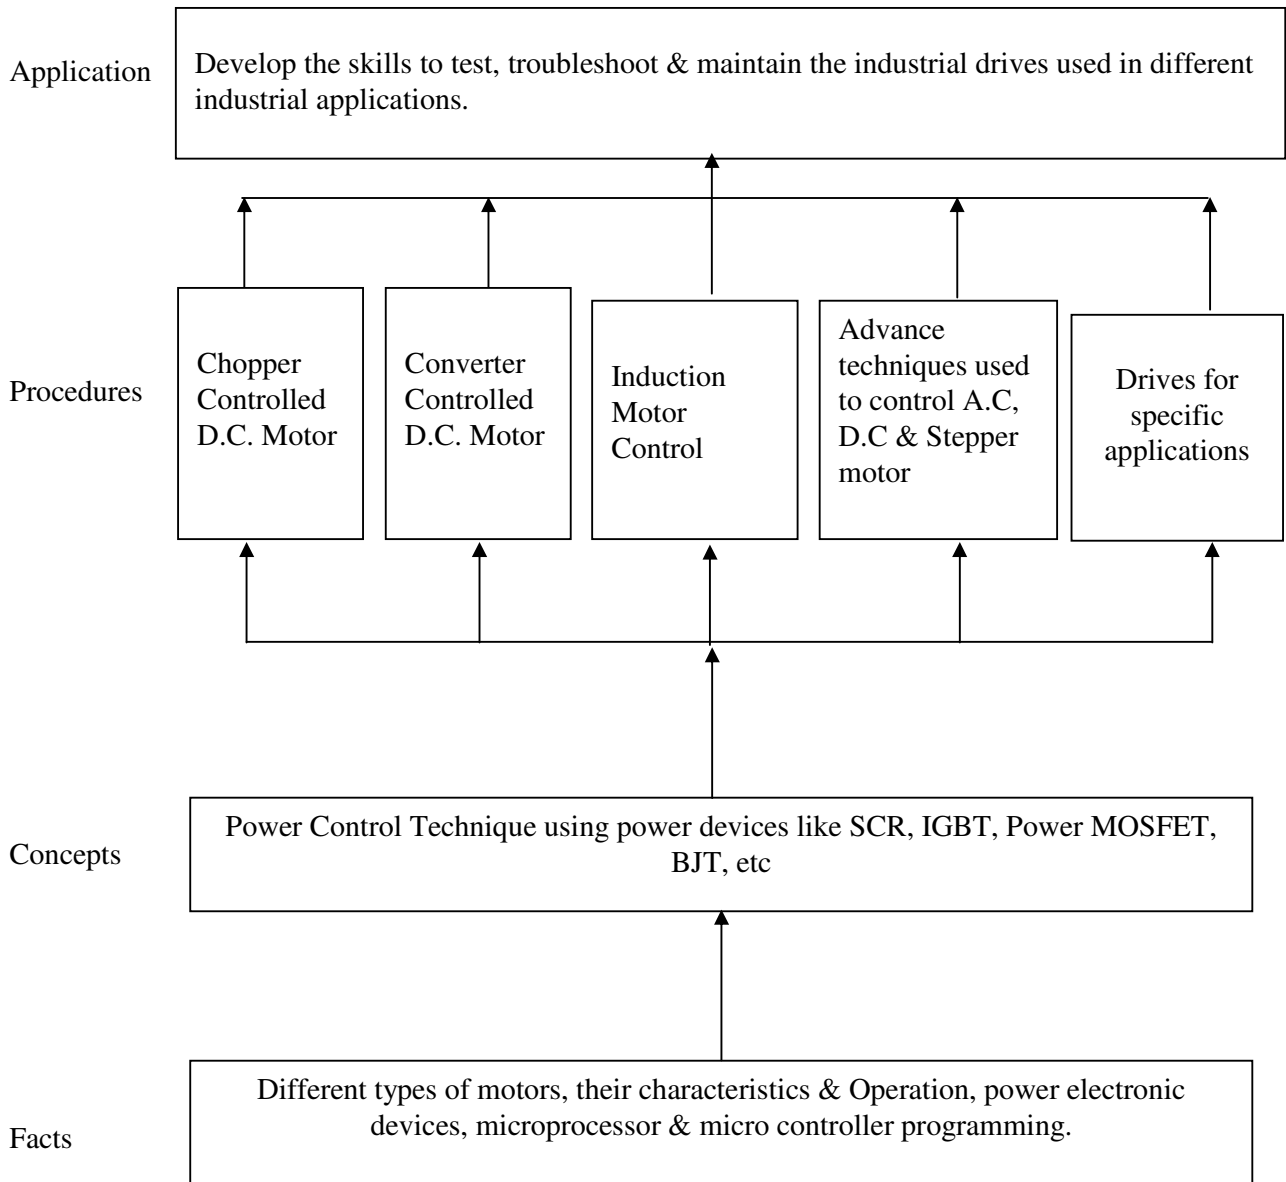 Application
Develop the skills to test, troubleshoot & maintain the industrial drives used in different
industrial applications.
Procedures
Chopper
Controlled
D.C. Motor
Converter
Controlled
D.C. Motor
Induction
Motor
Control
Advance
techniques used
to control A.C,
D.C & Stepper
motor
Drives for
specific
applications
Concepts
Power Control Technique using power devices like SCR, IGBT, Power MOSFET,
BJT, etc
Facts
Different types of motors, their characteristics & Operation, power electronic
devices, microprocessor & micro controller programming.